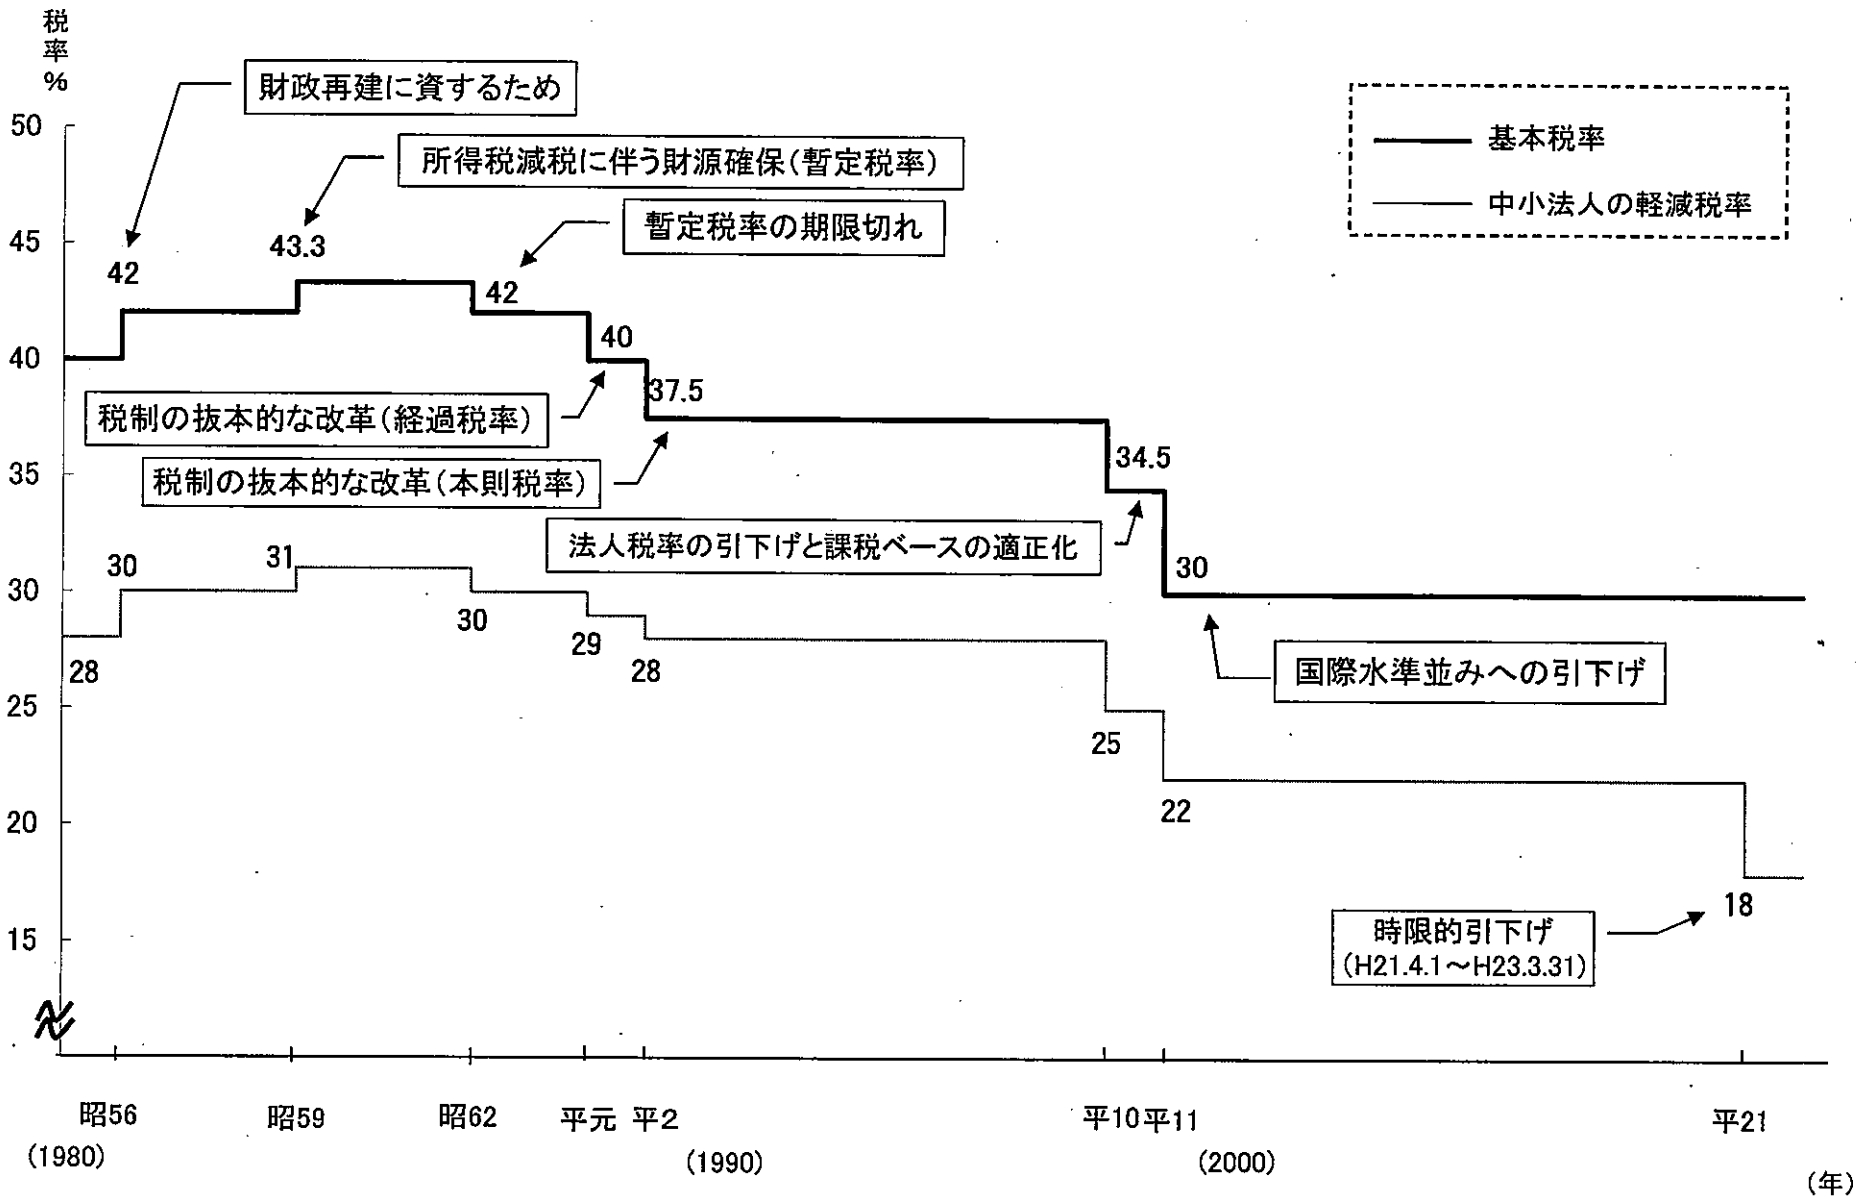 税率%
財政再建に資するため
基本税率
中小法人の軽減税率
50
所得税減税に伴う財源確保（暫定税率）
暫定税率の期限切れ
45
42
43.3
42
40
40
37.5
税制の抜本的な改革（経過税率）
35
税制の抜本的な改革（本則税率）
34.5
法人税率の引下げと課税ベースの適正化
30
30
31
30
30
29
28
28
国際水準並みへの引下げ
25
25
22
20
18
時限的引下げ
（H21.4.1～H23.3.31）
15
昭56
昭59
昭62
平元
平2
平10
平11
平21
(1980)
(1990)
(2000)
(年)